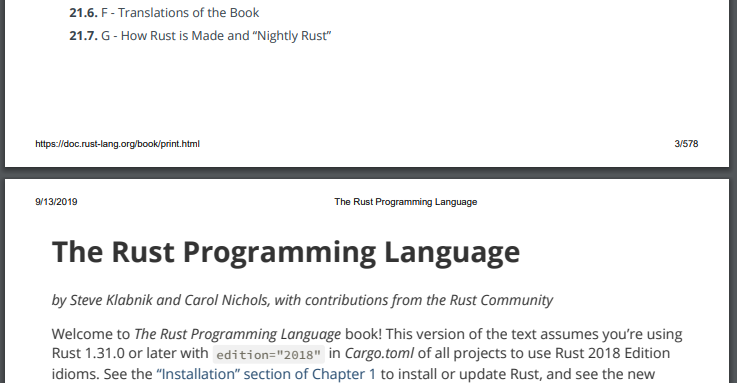 21.6. F - Translations of the Book
21.7. G - How Rust is Made and “Nightly Rust”
https://doc.rust-lang.org/book/print.html 3/578
9/13/2019 The Rust Programming Language
The Rust Programming Language
by Steve Klabnik and Carol Nichols, with contributions from the Rust Community
Welcome to The Rust Programming Language book! This version of the text assumes you’re using
Rust 1.31.0 or later with edition="2018" in Cargo.toml of all projects to use Rust 2018 Edition
idioms. See the “Installation” section of Chapter 1 to install or update Rust, and see the new